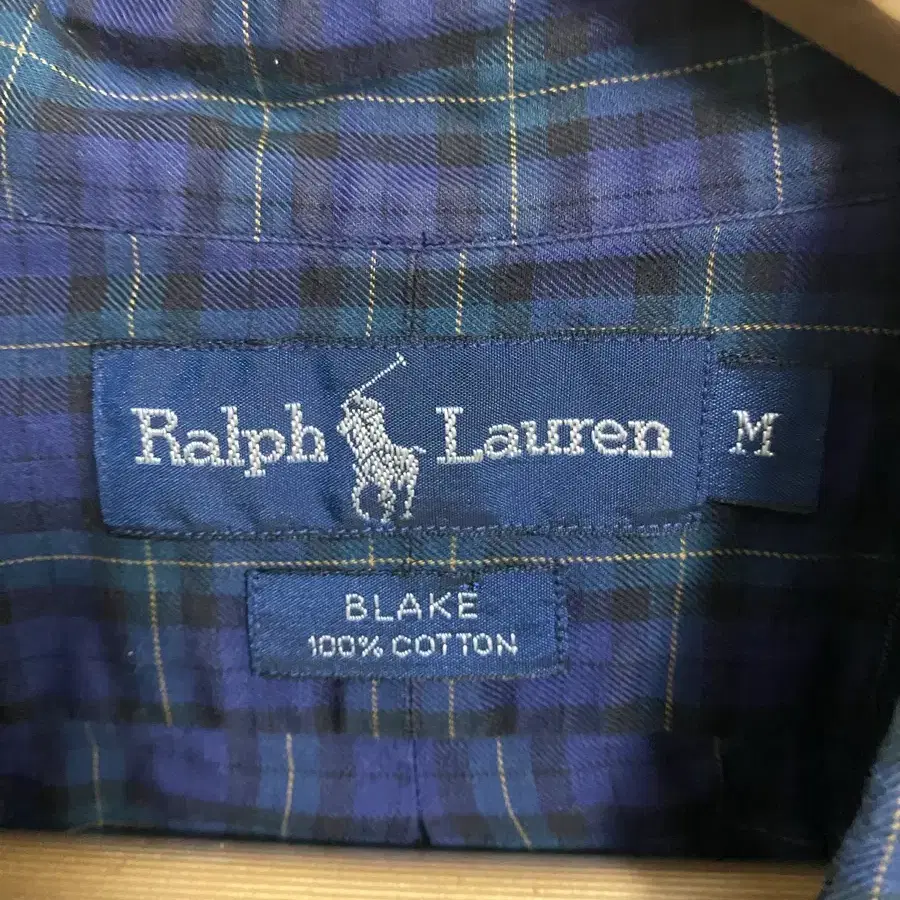 Ralph Lauren M
BLAKE
100% COTTON